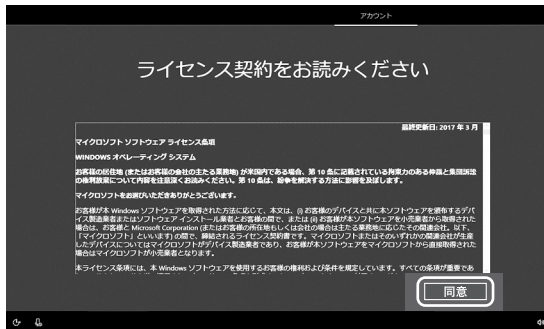 アカウント
ライセンス契約をお読みください
最終更新日: 2017 年 3 月
マイクロソフト ソフトウェア ライセンス条項
WINDOWS オペレーティング システム
お客様の居住地 (またはお客様の会社の主たる業務地) が米国内である場合、第 10 条に記載されている拘束力のある仲裁と集団訴訟
の権利放棄について内容を注意深くお読みください。第 10 条は、紛争を解決する方法に影響を及ぼします。
マイクロソフトをお選びいただきありがとうございます。
お客様が本 Windows ソフトウェアを取得された方法に応じて、本文は、(i) お客様のデバイスと共に本ソフトウェアを頒布するデバ
イス製造業者またはソフトウェア インストール業者とお客様の間で、または (ii) お客様が本ソフトウェアを小売業者から取得された
場合は、お客様と Microsoft Corporation (またはお客様の所在地もしくは会社の場合は主たる業務地に応じたその関連会社。以下、
「マイクロソフト」といいます) の間で、締結されるライセンス契約書です。マイクロソフトまたはそのいずれかの関連会社が生産
したデバイスについてはマイクロソフトがデバイス製造業者であり、お客様が本ソフトウェアをマイクロソフトから直接取得された
場合はマイクロソフトが小売業者となります。
本ライセンス条項には、本 Windows ソフトウェアを使用するお客様の権利および条件を規定しています。すべての条項が重要であ
同意